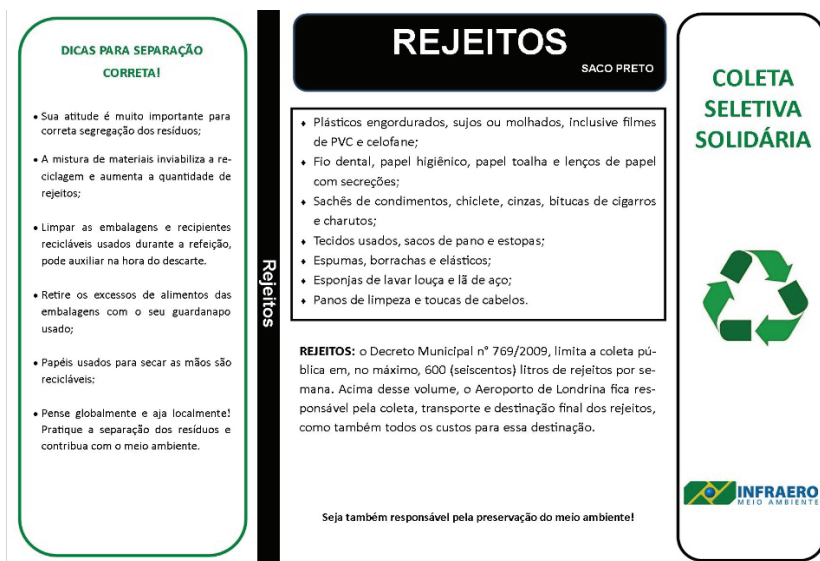 DICAS PARA SEPARAÇÃO
CORRETA!
• Sua atitude é muito importante para
correta segregação dos resíduos;
• A mistura de materiais inviabiliza a re-
ciclagem e aumenta a quantidade de
rejeitos;
• Limpar as embalagens e recipientes
recicláveis usados durante a refeição,
pode auxiliar na hora do descarte.
• Retire os excessos de alimentos das
embalagens com o seu guardanapo
usado;
• Papéis usados para secar as mãos são
recicláveis;
• Pense globalmente e aja localmente!
Pratique a separação dos resíduos e
contribua com o meio ambiente.
Rejeitos
REJEITOS
SACO PRETO
♦ Plásticos engordurados, sujos ou molhados, inclusive filmes
de PVC e celofane;
♦ Fio dental, papel higiênico, papel toalha e lenços de papel
com secreções;
♦ Sachês de condimentos, chiclete, cinzas, bitucas de cigarros
e charutos;
♦ Tecidos usados, sacos de pano e estopas;
♦ Espumas, borrachas e elásticos;
♦ Esponjas de lavar louça e lã de aço;
♦ Panos de limpeza e toucas de cabelos.
REJEITOS: o Decreto Municipal n° 769/2009, limita a coleta pú-
blica em, no máximo, 600 (seiscentos) litros de rejeitos por se-
mana. Acima desse volume, o Aeroporto de Londrina fica res-
ponsável pela coleta, transporte e destinação final dos rejeitos,
como também todos os custos para essa destinação.
Seja também responsável pela preservação do meio ambiente!
COLETA
SELETIVA
SOLIDÁRIA
INFRAERO
MEIO AMBIENTE